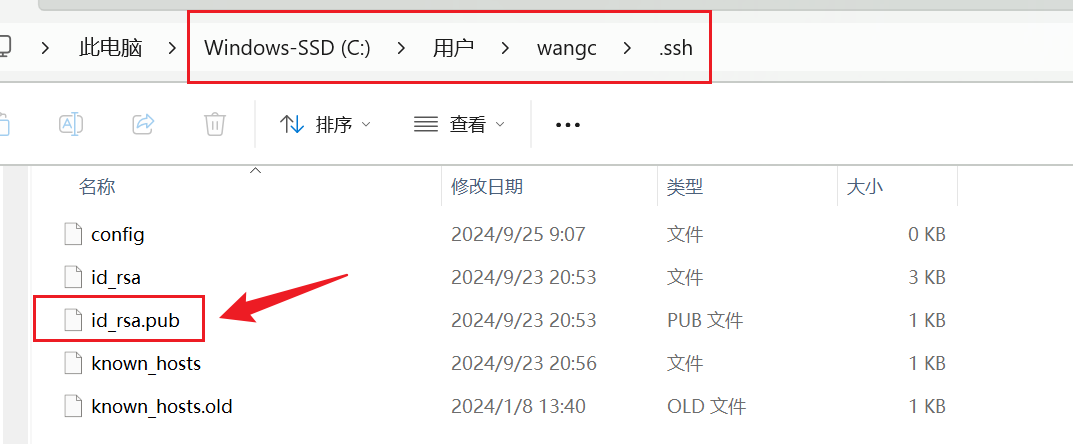 此电脑 Windows-SSD (C:) 用户 wangc .ssh
排序 查看
名称 修改日期 类型 大小
config 2024/9/25 9:07 文件 0 KB
id_rsa 2024/9/23 20:53 文件 3 KB
id_rsa.pub 2024/9/23 20:53 PUB 文件 1 KB
known_hosts 2024/9/23 20:56 文件 1 KB
known_hosts.old 2024/1/8 13:40 OLD 文件 1 KB